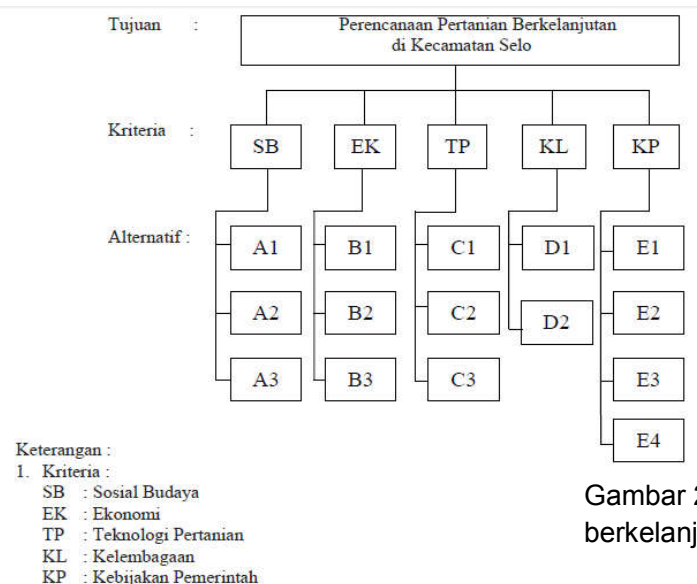 Tujuan :
Perencanaan Pertanian Berkelanjutan
di Kecamatan Selo
Kriteria :
SB EK TP KL KP
Alternatif :
A1 B1 C1 D1 E1
A2 B2 C2 D2 E2
A3 B3 C3 E3
E4
Keterangan :
1. Kriteria :
SB : Sosial Budaya
EK : Ekonomi
TP : Teknologi Pertanian
KL : Kelembagaan
KP : Kebijakan Pemerintah
Gambar